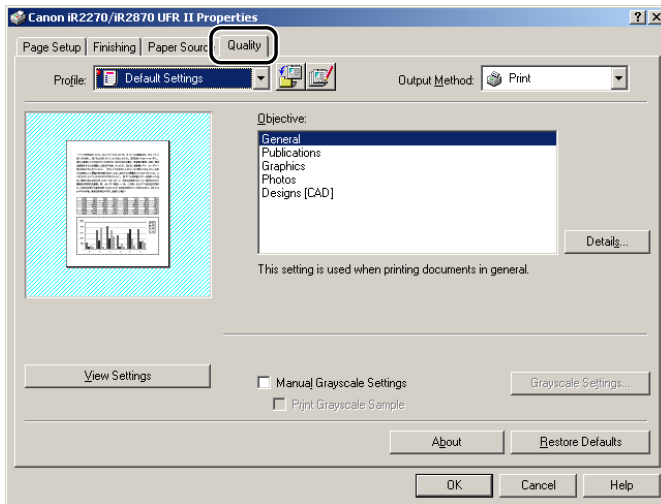 Canon iR2270/iR2870 UFR II Properties
Page Setup Finishing Paper Source Quality
Profile: Default Settings Output Method: Print
Objective:
General
Publications
Graphics
Photos
Designs [CAD]
Details...
This setting is used when printing documents in general.
View Settings
Manual Grayscale Settings Grayscale Settings...
Print Grayscale Sample
About Restore Defaults
OK Cancel Help